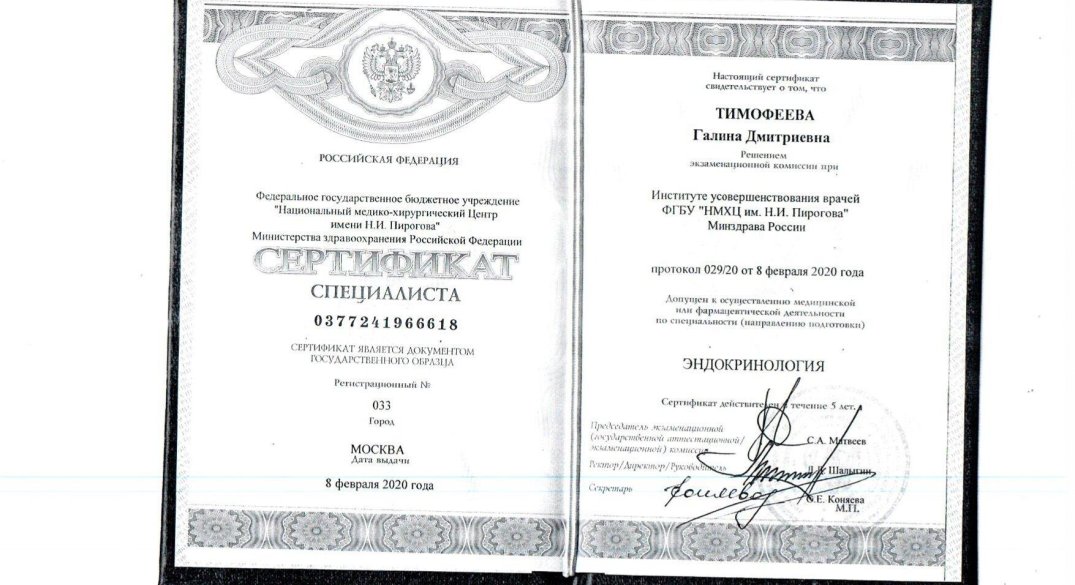 РОССИЙСКАЯ ФЕДЕРАЦИЯ
Федеральное государственное бюджетное учреждение
"Национальный медико-хирургический Центр
имени Н.И. Пирогова"
Министерства здравоохранения Российской Федерации
СЕРТИФИКАТ
СПЕЦИАЛИСТА
0377241966618
СЕРТИФИКАТ ЯВЛЯЕТСЯ ДОКУМЕНТОМ
ГОСУДАРСТВЕННОГО ОБРАЗЦА
Регистрационный №
033
Город
МОСКВА
Дата выдачи
8 февраля 2020 года
Настоящий сертификат
свидетельствует о том, что
ТИМОФЕЕВА
Галина Дмитриевна
Решением
экзаменационной комиссии при
Институте усовершенствования врачей
ФГБУ "НМХЦ им. Н.И. Пирогова"
Минздрава России
протокол 029/20 от 8 февраля 2020 года
Допущен к осуществлению медицинской
или фармацевтической деятельности
по специальности (направлению подготовки)
ЭНДОКРИНОЛОГИЯ
Сертификат действителен в течение 5 лет.
Председатель экзаменационной
(государственной аттестационной/
экзаменационной) комиссии
С.А. Матвеев
Ректор/Директор/Руководитель
Шалыгин
Секретарь
С.Е. Коняева
М.П.